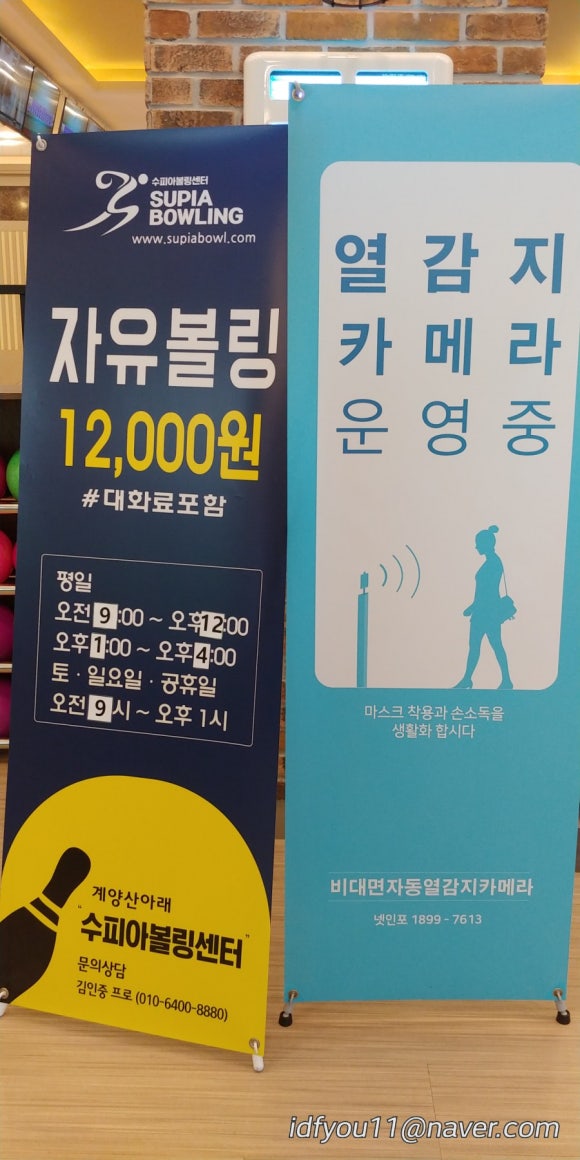 수피아볼링센터
SUPIA
BOWLING
www.supiabowl.com
자유볼링
12,000원
#대화료포함
평일
오전 9:00 ~ 오후12:00
오후1:00 ~ 오후4:00
토 · 일요일 · 공휴일
오전 9시 ~ 오후 1시
계양산아래
"수피아볼링센터"
문의상담
김인중 프로 (010-6400-8880)
열감지
카메라
운영중
마스크 착용과 손소독을
생활화 합시다
비대면자동열감지카메라
넷인포 1899 - 7613
idfyou11@naver.com